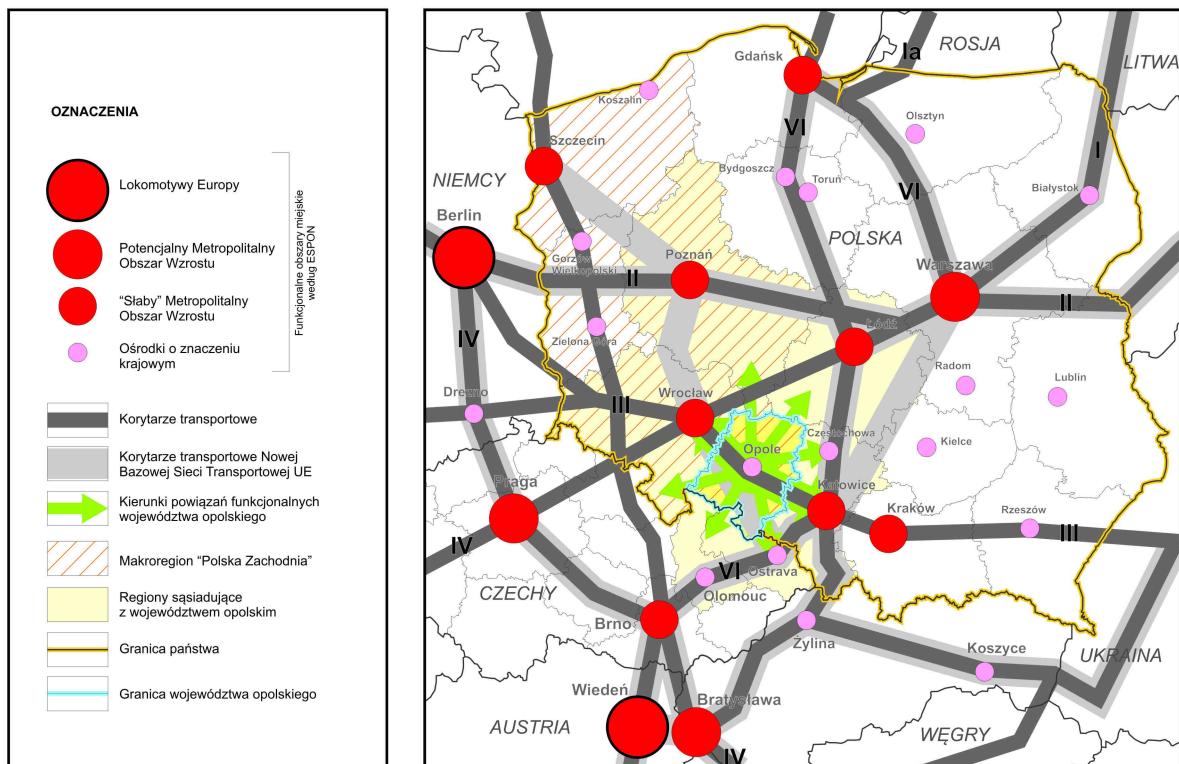 OZNACZENIA
Lokomotywy Europy
Potencjalny Metropolitalny
Obszar Wzrostu
“Słaby” Metropolitalny
Obszar Wzrostu
Ośrodki o znaczeniu
krajowym
Funkcjonalne obszary miejskie
według ESPON
Korytarze transportowe
Korytarze transportowe Nowej
Bazowej Sieci Transportowej UE
Kierunki powiązań funkcjonalnych
województwa opolskiego
Makroregion “Polska Zachodnia”
Regiony sąsiadujące
z województwem opolskim
Granica państwa
Granica województwa opolskiego
ROSJA
Ia
LITWA
Gdańsk
Koszalin
VI
Olsztyn
Szczecin
I
NIEMCY
Bydgoszcz
Toruń
VI
Białystok
Berlin
POLSKA
Gorzów
Wielkopolski
Poznań
II
Warszawa
II
IV
Zielona Góra
Łódź
Radom
Lublin
Drezno
III
Wrocław
Częstochowa
Kielce
Opole
Praga
Katowice
Kraków
Rzeszów
III
IV
CZECHY
VI
Ostrava
Olomouc
Brno
Żylina
Koszyce
UKRAINA
Wiedeń
Bratysława
AUSTRIA
WĘGRY
IV